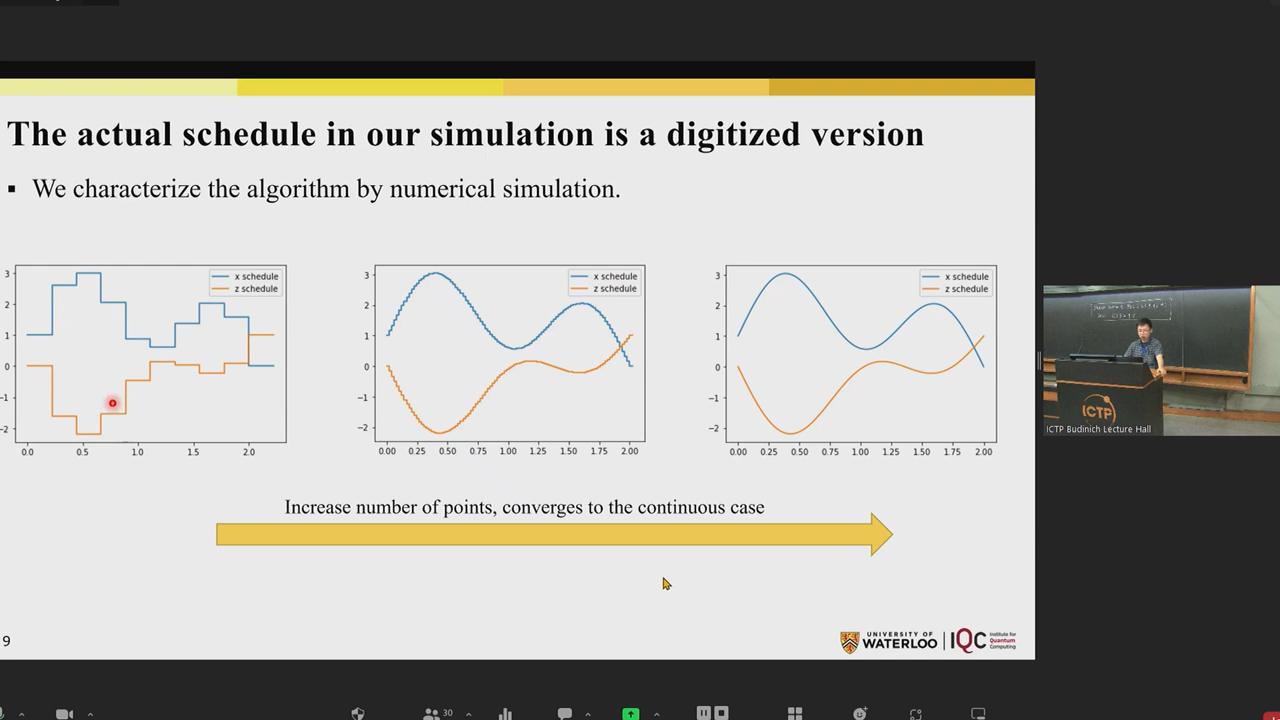 The actual schedule in our simulation is a digitized version
▪ We characterize the algorithm by numerical simulation.
3
2
1
0
−1
−2
0.0 0.5 1.0 1.5 2.0
x schedule
z schedule
3
2
1
0
−1
−2
0.00 0.25 0.50 0.75 1.00 1.25 1.50 1.75 2.00
x schedule
z schedule
3
2
1
0
−1
−2
0.00 0.25 0.50 0.75 1.00 1.25 1.50 1.75 2.00
x schedule
z schedule
Increase number of points, converges to the continuous case
9
UNIVERSITY OF
WATERLOO
IQC
Institute for
Quantum
Computing
ICTP
ICTP Budinich Lecture Hall
30